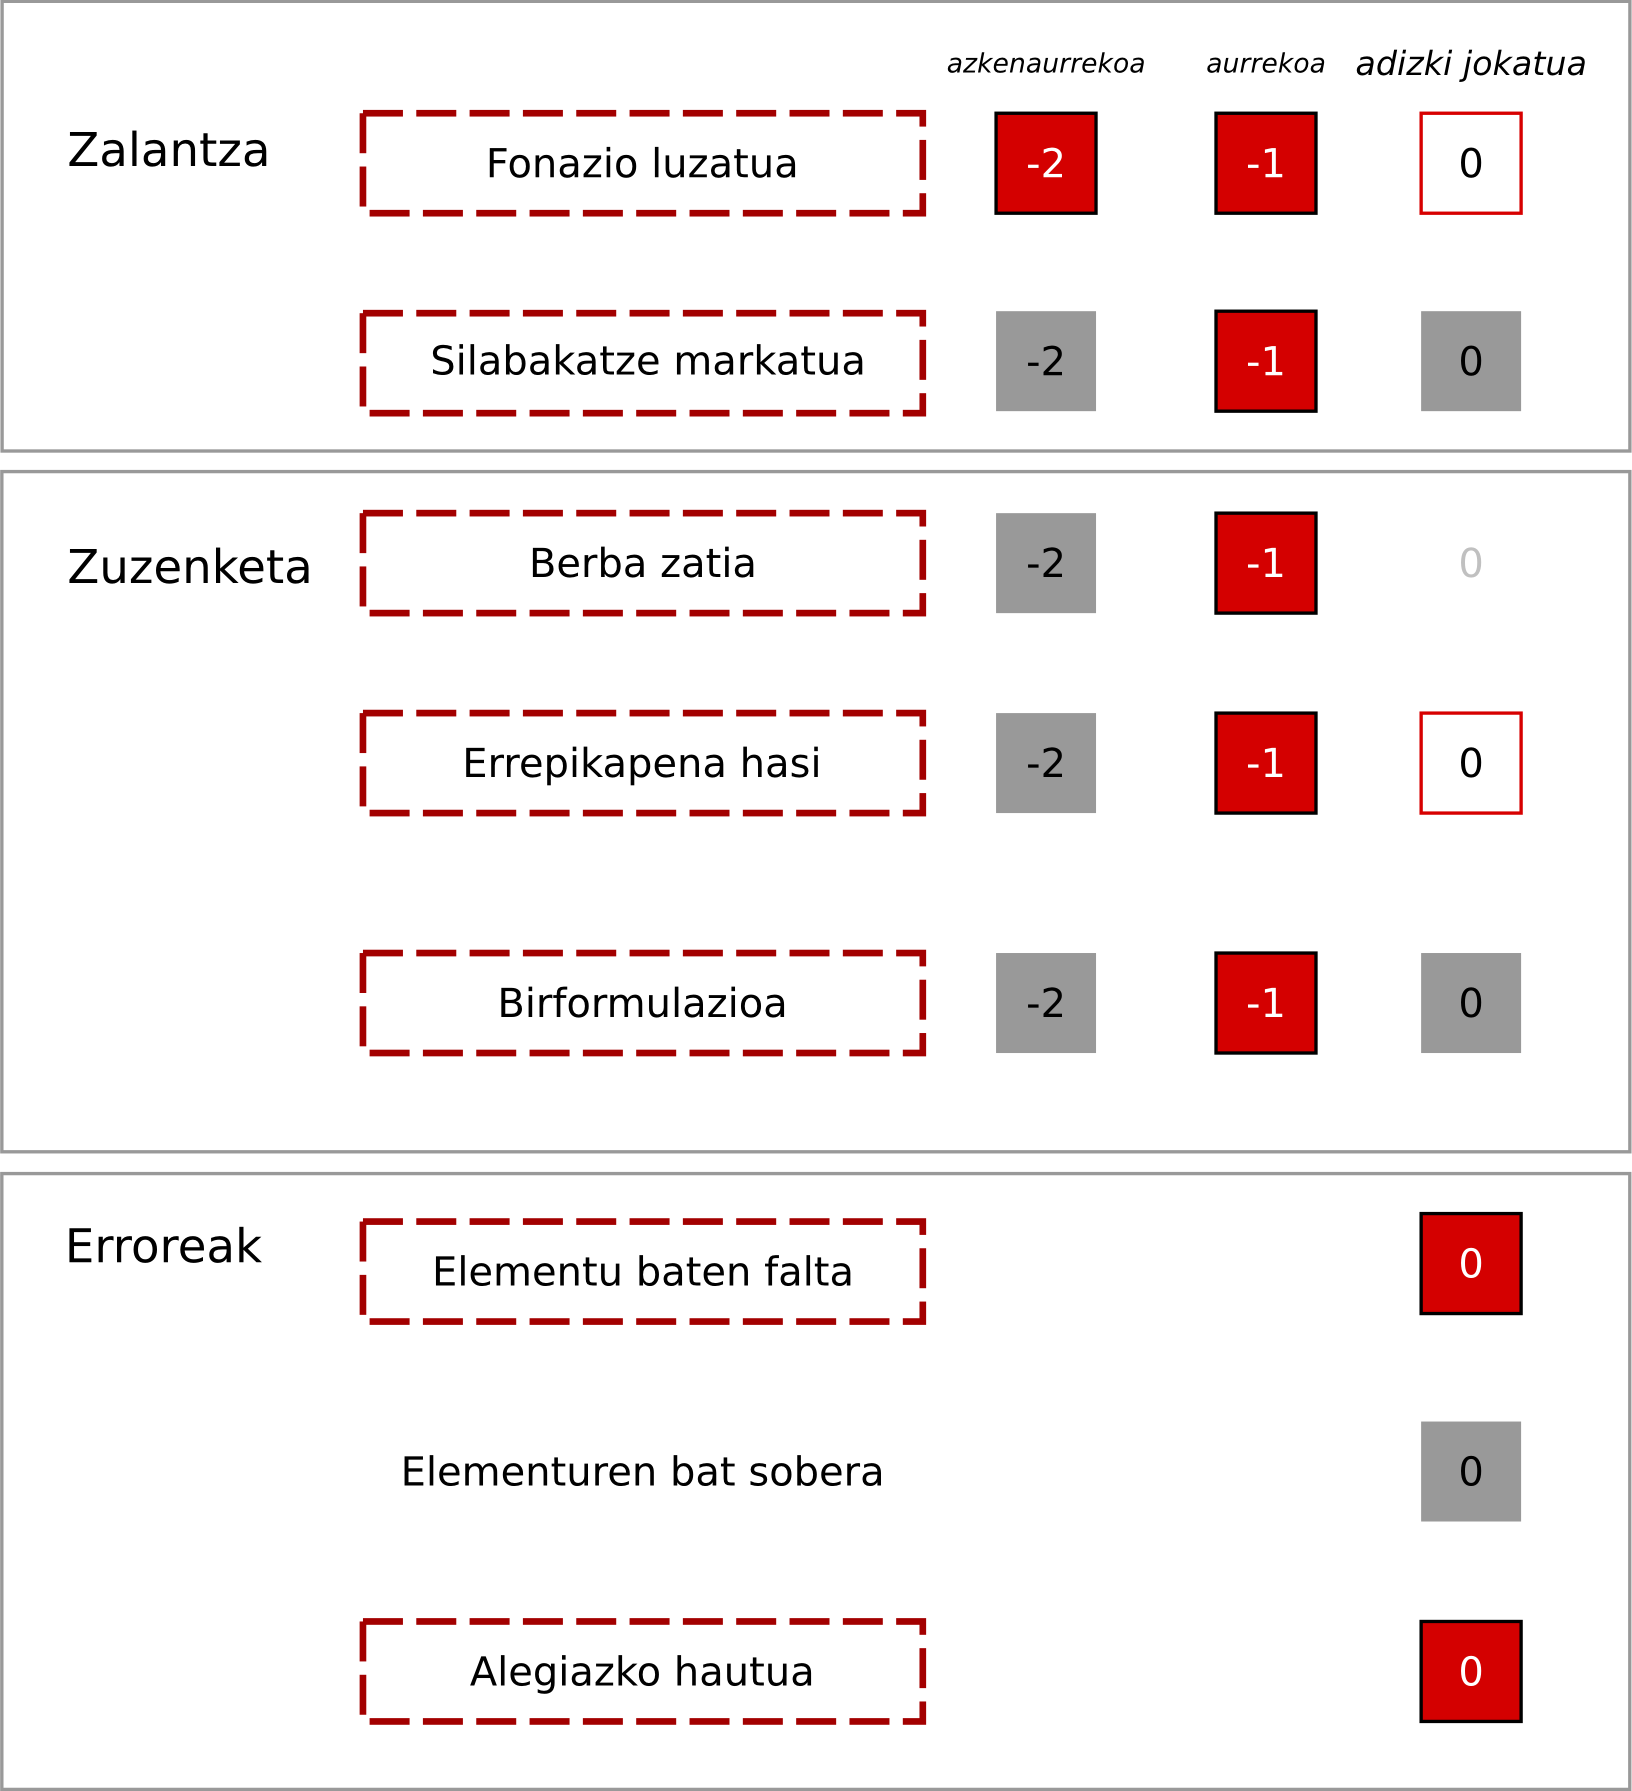 azkenaurrekoa aurrekoa adizki jokatua
Zalantza Fonazio luzatua -2 -1 0
Silabakatze markatua -2 -1 0
Zuzenketa Berba zatia -2 -1 0
Errepikapena hasi -2 -1 0
Birformulazioa -2 -1 0
Erroreak Elementu baten falta 0
Elementuren bat sobera 0
Alegiazko hautua 0